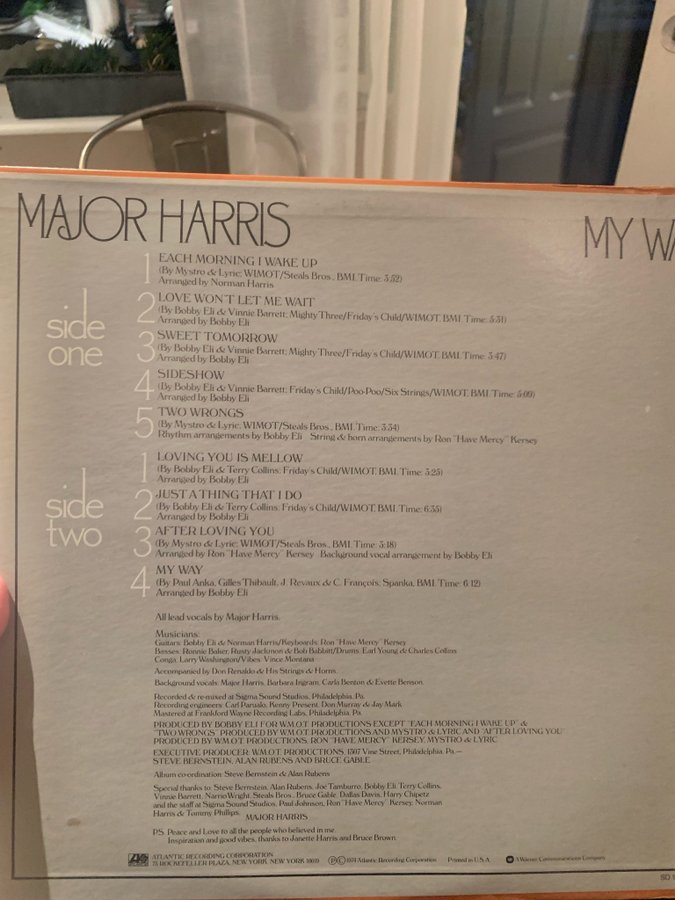 MAJOR HARRIS
MY WA
side one
1 EACH MORNING I WAKE UP
(By Mystro & Lyric; WIMOT/Steals Bros., BMI. Time: 3:52)
Arranged by Norman Harris
2 LOVE WON'T LET ME WAIT
(By Bobby Eli & Vinnie Barrett; Mighty Three/Friday's Child/WIMOT, BMI. Time: 5:31)
Arranged by Bobby Eli
3 SWEET TOMORROW
(By Bobby Eli & Vinnie Barrett; Mighty Three/Friday's Child/WIMOT, BMI. Time: 3:47)
Arranged by Bobby Eli
4 SIDESHOW
(By Bobby Eli & Vinnie Barrett; Friday's Child/Poo-Poo/Six Strings/WIMOT, BMI. Time: 5:09)
Arranged by Bobby Eli
5 TWO WRONGS
(By Mystro & Lyric; WIMOT/Steals Bros., BMI. Time: 3:34)
Rhythm arrangements by Bobby Eli String & horn arrangements by Ron "Have Mercy" Kersey
side two
1 LOVING YOU IS MELLOW
(By Bobby Eli & Terry Collins; Friday's Child/WIMOT, BMI. Time: 3:25)
Arranged by Bobby Eli
2 JUST A THING THAT I DO
(By Bobby Eli & Terry Collins; Friday's Child/WIMOT, BMI. Time: 6:35)
Arranged by Bobby Eli
3 AFTER LOVING YOU
(By Mystro & Lyric; WIMOT/Steals Bros., BMI. Time: 3:18)
Arranged by Ron "Have Mercy" Kersey Background vocal arrangement by Bobby Eli
4 MY WAY
(By Paul Anka, Gilles Thibault, J. Revaux & C. François; Spanka, BMI. Time: 6:12)
Arranged by Bobby Eli
All lead vocals by Major Harris.
Musicians:
Guitars: Bobby Eli & Norman Harris/Keyboards: Ron "Have Mercy" Kersey
Basses: Ronnie Baker, Rusty Jackmon & Bob Babbitt/Drums: Earl Young & Charles Collins
Conga: Larry Washington/Vibes: Vince Montana
Accompanied by Don Renaldo & His Strings & Horns.
Background vocals: Major Harris, Barbara Ingram, Carla Benton & Evette Benson
Recorded & re-mixed at Sigma Sound Studios, Philadelphia, Pa.
Recording engineers: Carl Paruolo, Kenny Present, Don Murray & Jay Mark
Mastered at Frankford Wayne Recording Labs, Philadelphia, Pa.
PRODUCED BY BOBBY ELI FOR W.M.O.T. PRODUCTIONS EXCEPT "EACH MORNING I WAKE UP" &
"TWO WRONGS" PRODUCED BY W.M.O.T. PRODUCTIONS AND MYSTRO & LYRIC AND "AFTER LOVING YOU"
PRODUCED BY W.M.O.T. PRODUCTIONS, RON "HAVE MERCY" KERSEY, MYSTRO & LYRIC
EXECUTIVE PRODUCER: W.M.O.T. PRODUCTIONS, 1307 Vine Street, Philadelphia, Pa.—
STEVE BERNSTEIN, ALAN RUBENS AND BRUCE GABLE
Album co-ordination: Steve Bernstein & Alan Rubens
Special thanks to: Steve Bernstein, Alan Rubens, Joe Tamburro, Bobby Eli, Terry Collins,
Vinnie Barrett, NarnoWright, Steals Bros., Bruce Gable, Dallas Davis, Harry Chipetz
and the staff at Sigma Sound Studios, Paul Johnson, Ron "Have Mercy" Kersey, Norman
Harris & Tommy Phillips. MAJOR HARRIS
P.S. Peace and Love to all the people who believed in me.
Inspiration and good vibes, thanks to Janette Harris and Bruce Brown.
ATLANTIC RECORDING CORPORATION
75 ROCKEFELLER PLAZA, NEW YORK, NEW YORK 10019 ℗© 1974 Atlantic Recording Corporation Printed in U.S.A. A Warner Communications Company
SD